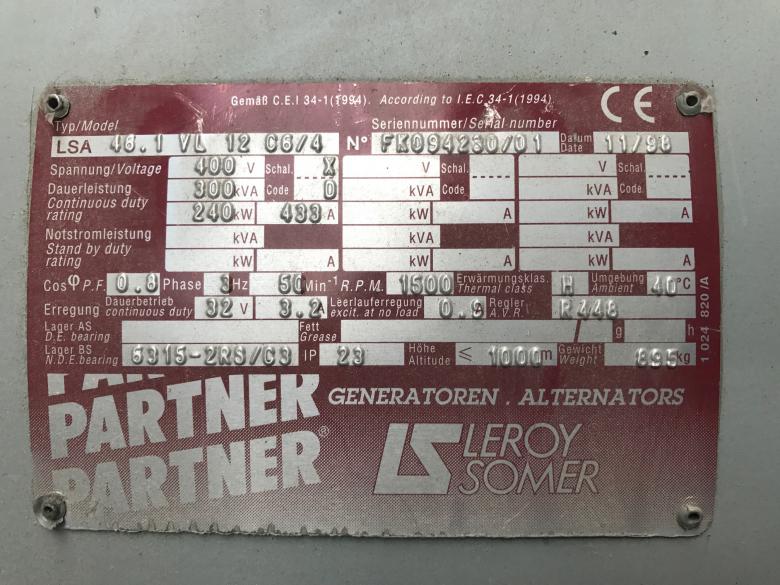 Gemäß C.E.I 34-1(1994). According to I.E.C 34-1(1994)
CE
Typ/Model Seriennummer/Serial number
LSA 46.1 VL 12 C6/4 N° FK094230/01 Datum Date 11/98
Spannung/Voltage 400 V Schal. X V Schal. V Schal.
Dauerleistung 300 kVA Code D kVA Code kVA Code
Continuous duty rating 240 kW 433 A kW A kW A
Notstromleistung kVA kVA kVA
Stand by duty rating kW A kW A kW A
Cos φ P.F. 0.8 Phase 3 Hz 50 Min-1 R.P.M. 1500 Erwärmungsklas. Thermal class H Umgebung Ambient 40 °C
Erregung Dauerbetrieb continuous duty 32 V 3.2 A Leerlauferregung excit. at no load 0.9 Regler A.V.R. R448
Lager AS D.E. bearing Fett Grease g h
Lager BS N.D.E. bearing 6315-2RS/C3 IP 23 Höhe Altitude ≤ 1000 m Gewicht Weight 895 kg
1 024 820/A
PARTNER
PARTNER GENERATOREN . ALTERNATORS
PARTNER® LS LEROY
SOMER